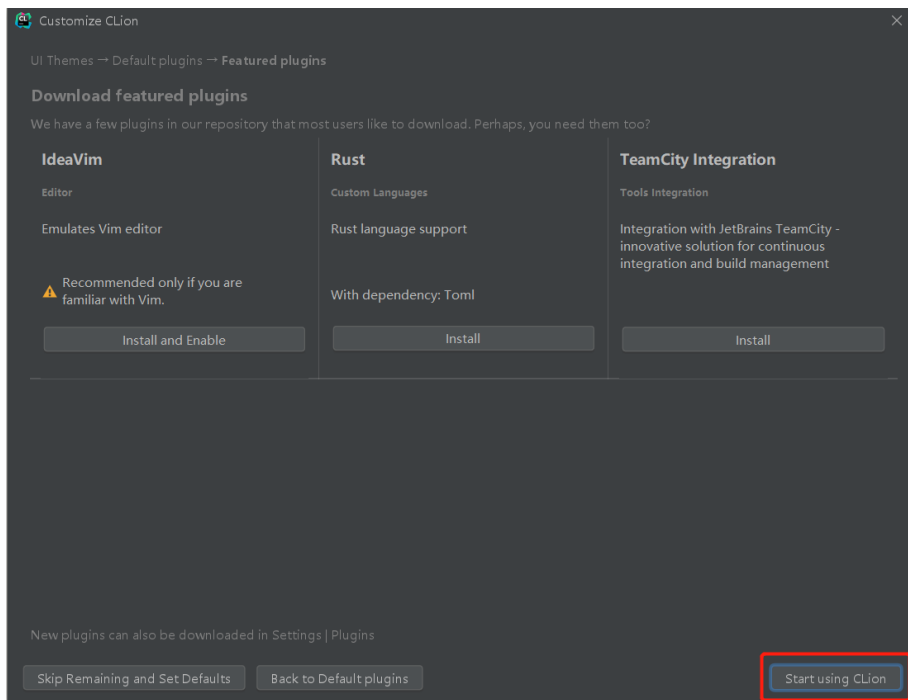 Customize CLion
UI Themes → Default plugins → Featured plugins
Download featured plugins
We have a few plugins in our repository that most users like to download. Perhaps, you need them too?
IdeaVim
Editor
Emulates Vim editor
Recommended only if you are
familiar with Vim.
Install and Enable
Rust
Custom Languages
Rust language support
With dependency: Toml
Install
TeamCity Integration
Tools Integration
Integration with JetBrains TeamCity -
innovative solution for continuous
integration and build management
Install
New plugins can also be downloaded in Settings | Plugins
Skip Remaining and Set Defaults
Back to Default plugins
Start using CLion